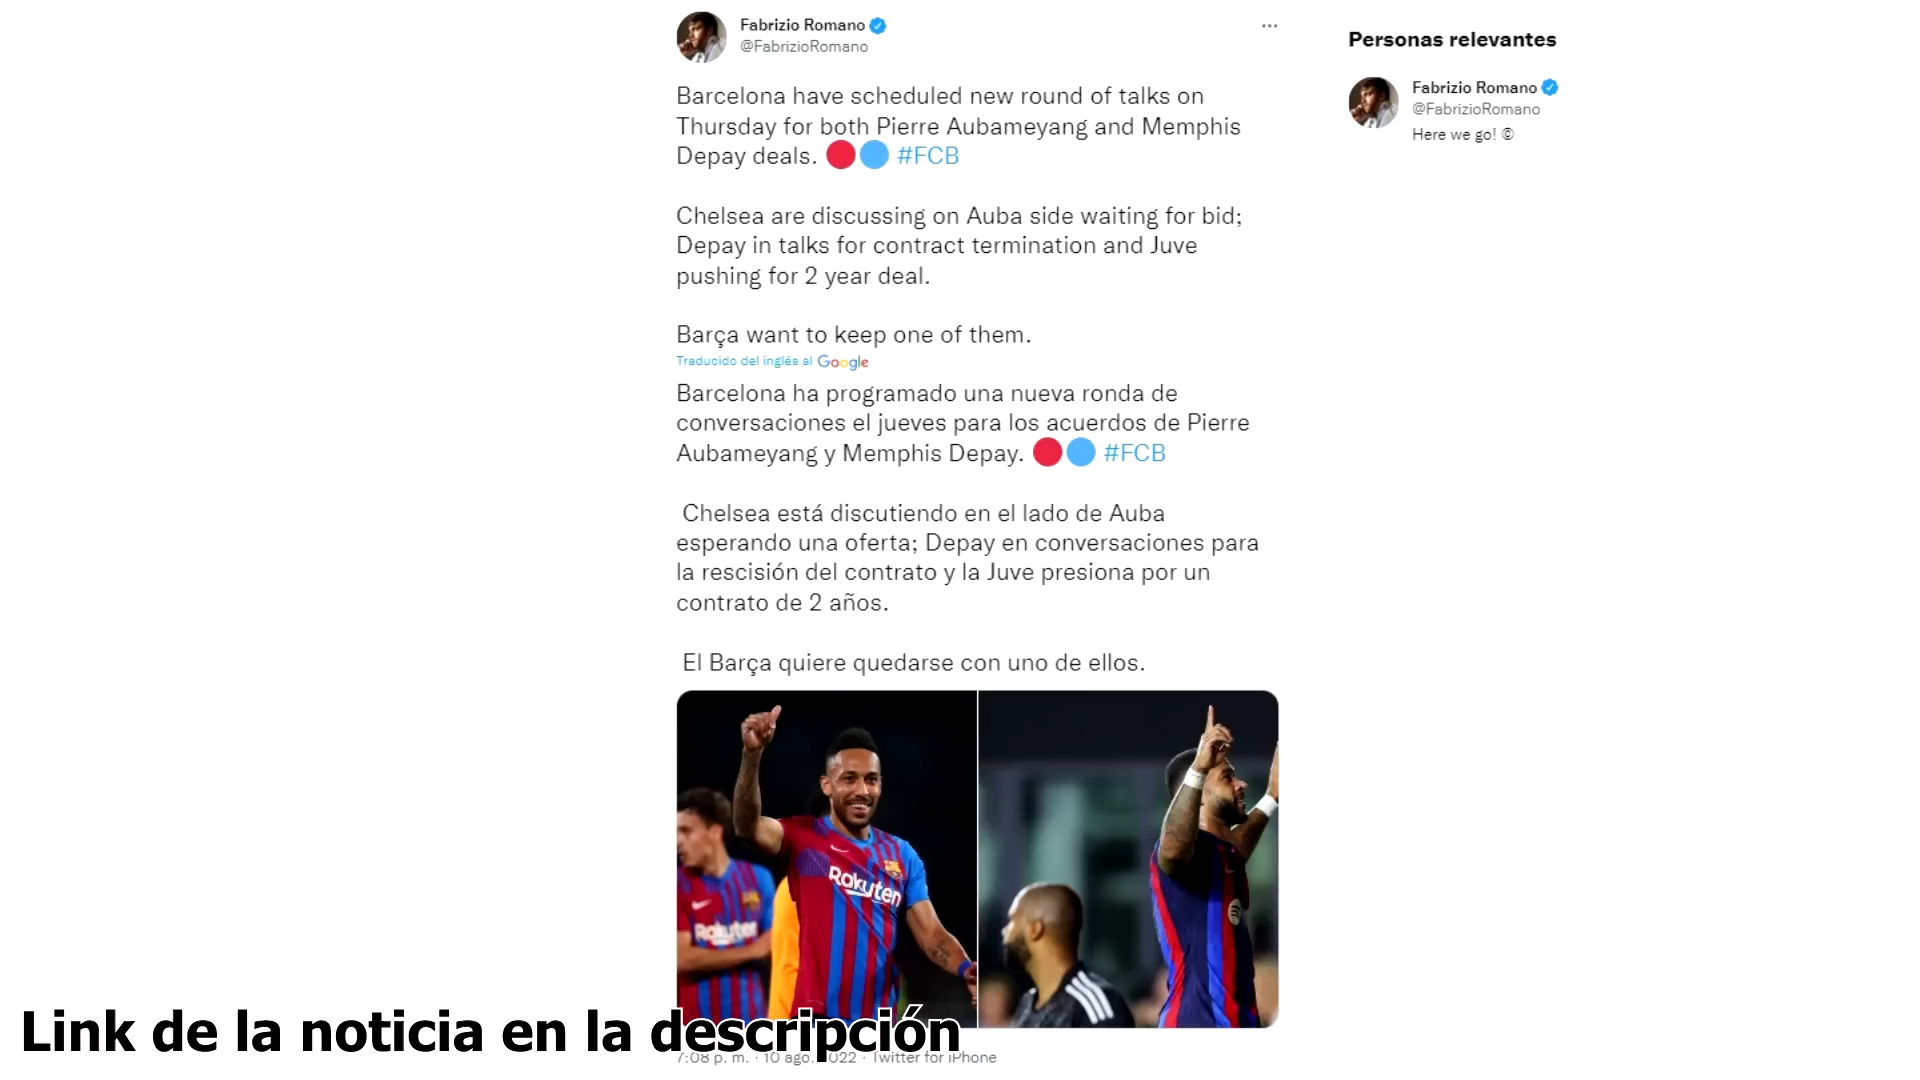 Fabrizio Romano
@FabrizioRomano
Personas relevantes
Fabrizio Romano
@FabrizioRomano
Here we go! ©
Barcelona have scheduled new round of talks on
Thursday for both Pierre Aubameyang and Memphis
Depay deals. 🔴🔵 #FCB
Chelsea are discussing on Auba side waiting for bid;
Depay in talks for contract termination and Juve
pushing for 2 year deal.
Barça want to keep one of them.
Traducido del inglés al Google
Barcelona ha programado una nueva ronda de
conversaciones el jueves para los acuerdos de Pierre
Aubameyang y Memphis Depay. 🔴🔵 #FCB
Chelsea está discutiendo en el lado de Auba
esperando una oferta; Depay en conversaciones para
la rescisión del contrato y la Juve presiona por un
contrato de 2 años.
El Barça quiere quedarse con uno de ellos.
Rakuten
Rakuten
Link de la noticia en la descripción
7:08 p. m. · 10 ago. 2022 · Twitter for iPhone